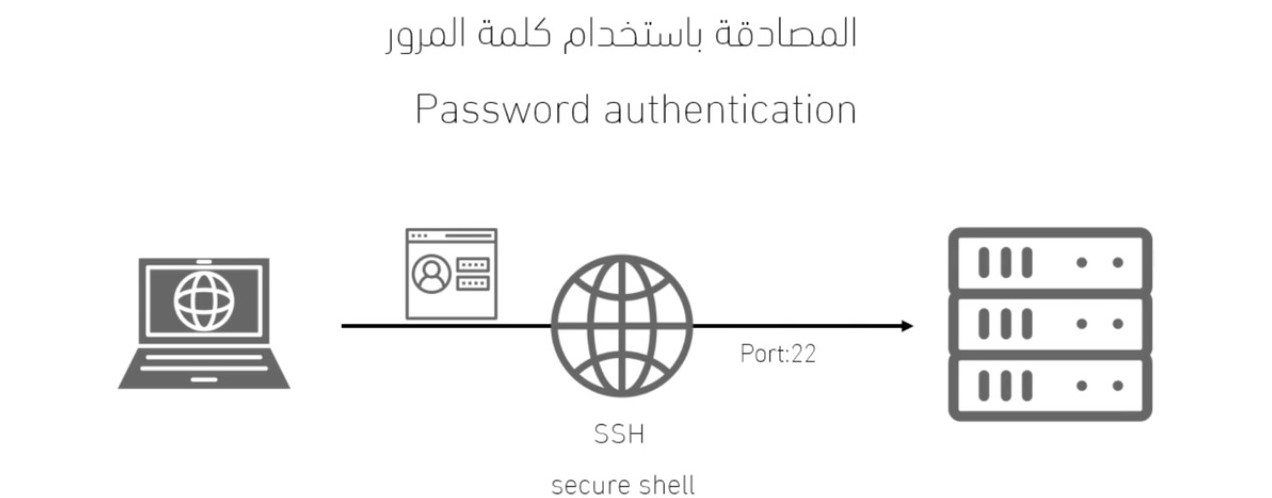 المصادقة باستخدام كلمة المرور
Password authentication
Port:22
SSH
secure shell